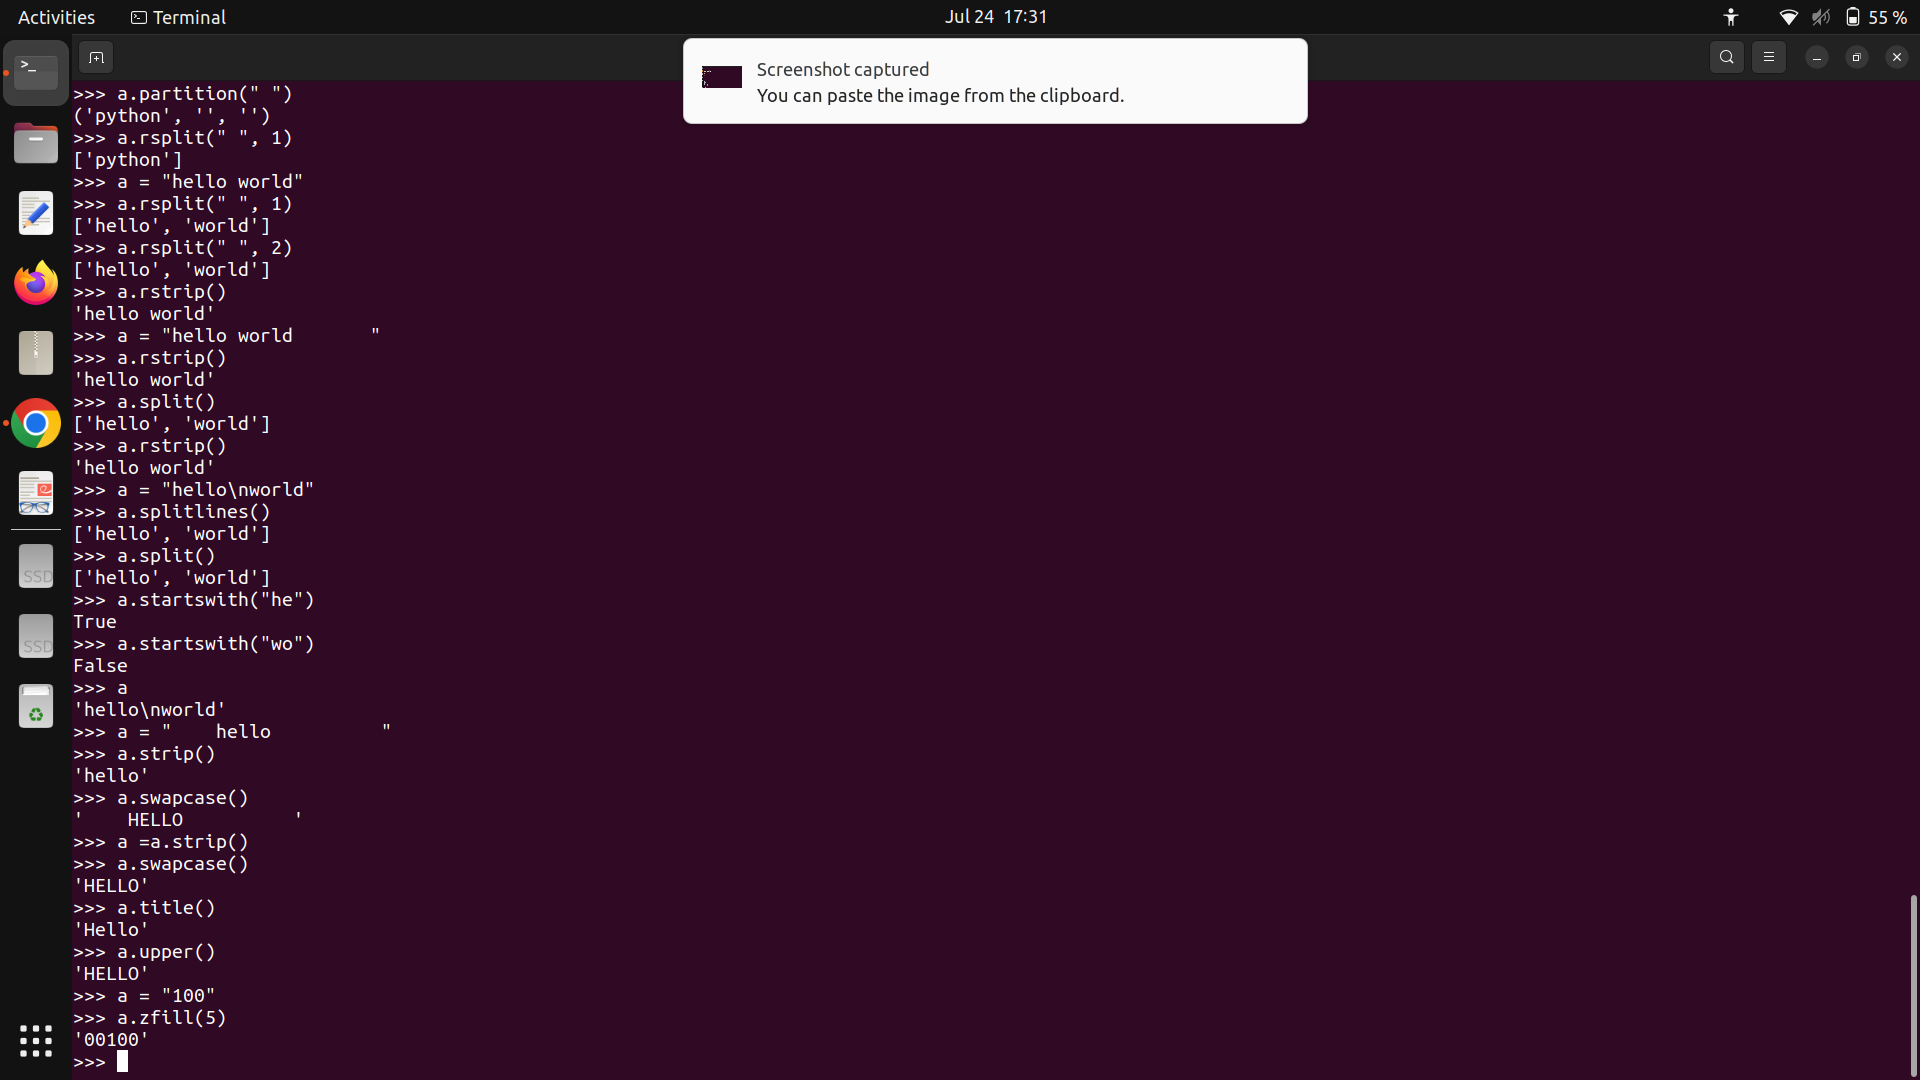 Activities
Terminal
Jul 24 17:31
55 %
Screenshot captured
You can paste the image from the clipboard.
>>> a.partition(" ")
('python', '', '')
>>> a.rsplit(" ", 1)
['python']
>>> a = "hello world"
>>> a.rsplit(" ", 1)
['hello', 'world']
>>> a.rsplit(" ", 2)
['hello', 'world']
>>> a.rstrip()
'hello world'
>>> a = "hello world       "
>>> a.rstrip()
'hello world'
>>> a.split()
['hello', 'world']
>>> a.rstrip()
'hello world'
>>> a = "hello\nworld"
>>> a.splitlines()
['hello', 'world']
>>> a.split()
['hello', 'world']
>>> a.startswith("he")
True
>>> a.startswith("wo")
False
>>> a
'hello\nworld'
>>> a = "    hello          "
>>> a.strip()
'hello'
>>> a.swapcase()
'    HELLO          '
>>> a =a.strip()
>>> a.swapcase()
'HELLO'
>>> a.title()
'Hello'
>>> a.upper()
'HELLO'
>>> a = "100"
>>> a.zfill(5)
'00100'
>>>
SSD
SSD